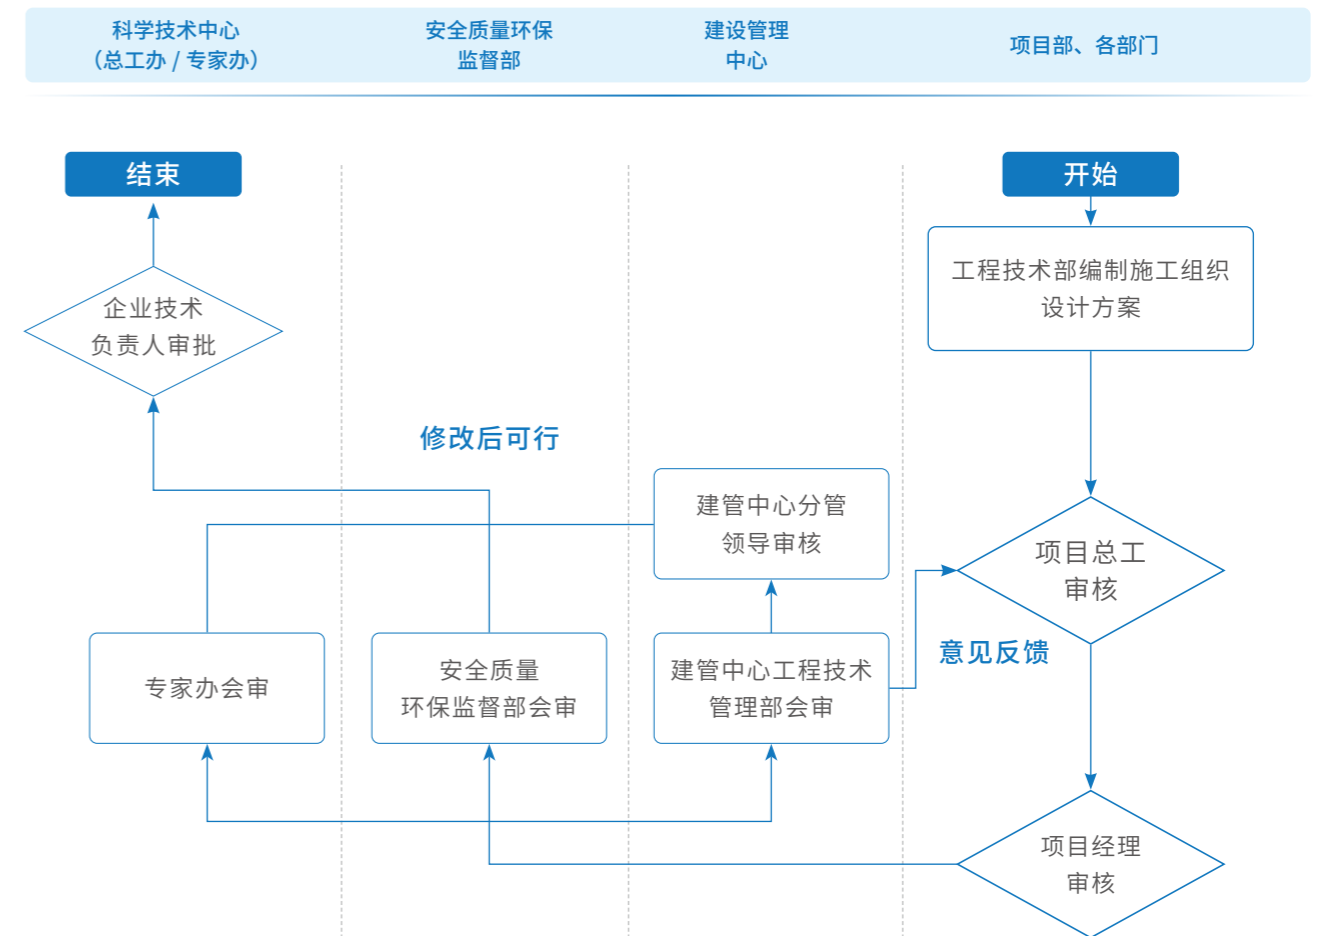 科学技术中心
（总工办 / 专家办）
安全质量环保
监督部
建设管理
中心
项目部、各部门
结束
开始
工程技术部编制施工组织
设计方案
企业技术
负责人审批
修改后可行
建管中心分管
领导审核
项目总工
审核
意见反馈
专家办会审
安全质量
环保监督部会审
建管中心工程技术
管理部会审
项目经理
审核